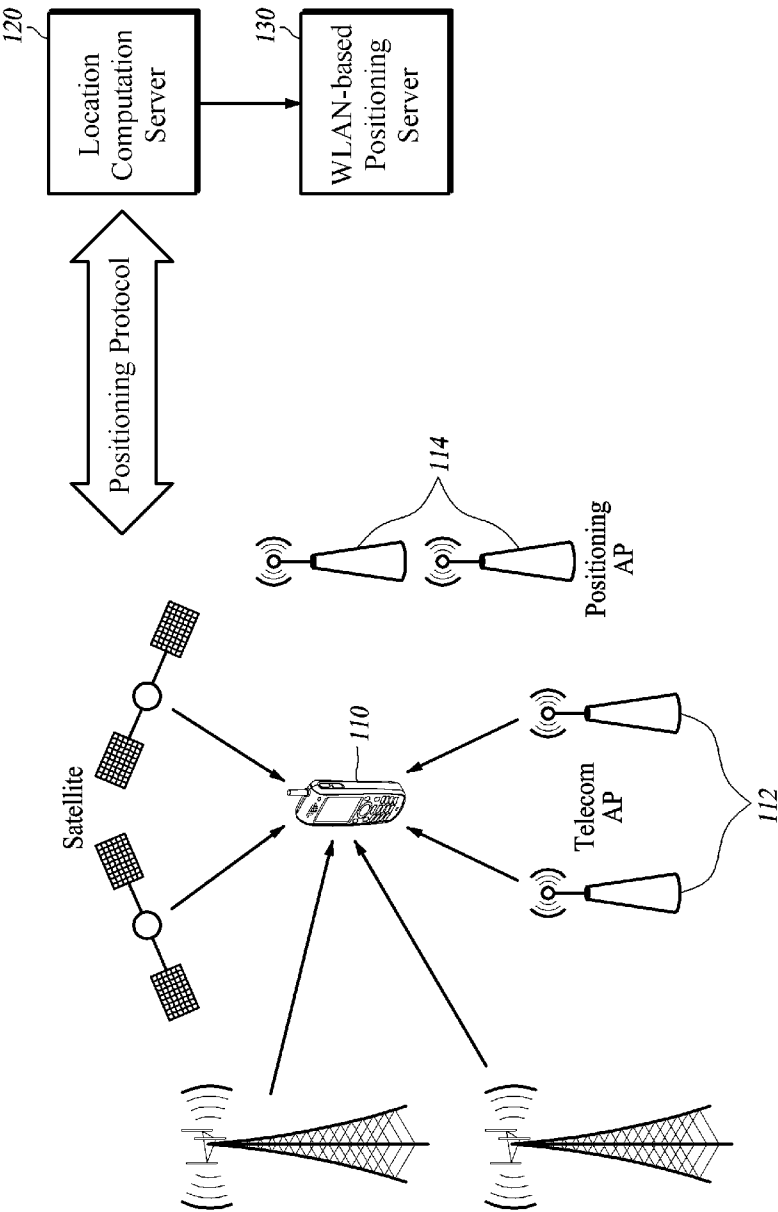 Satellite
Positioning Protocol
120
Location
Computation
Server
130
WLAN-based
Positioning
Server
110
114
Telecom
AP
Positioning
AP
112